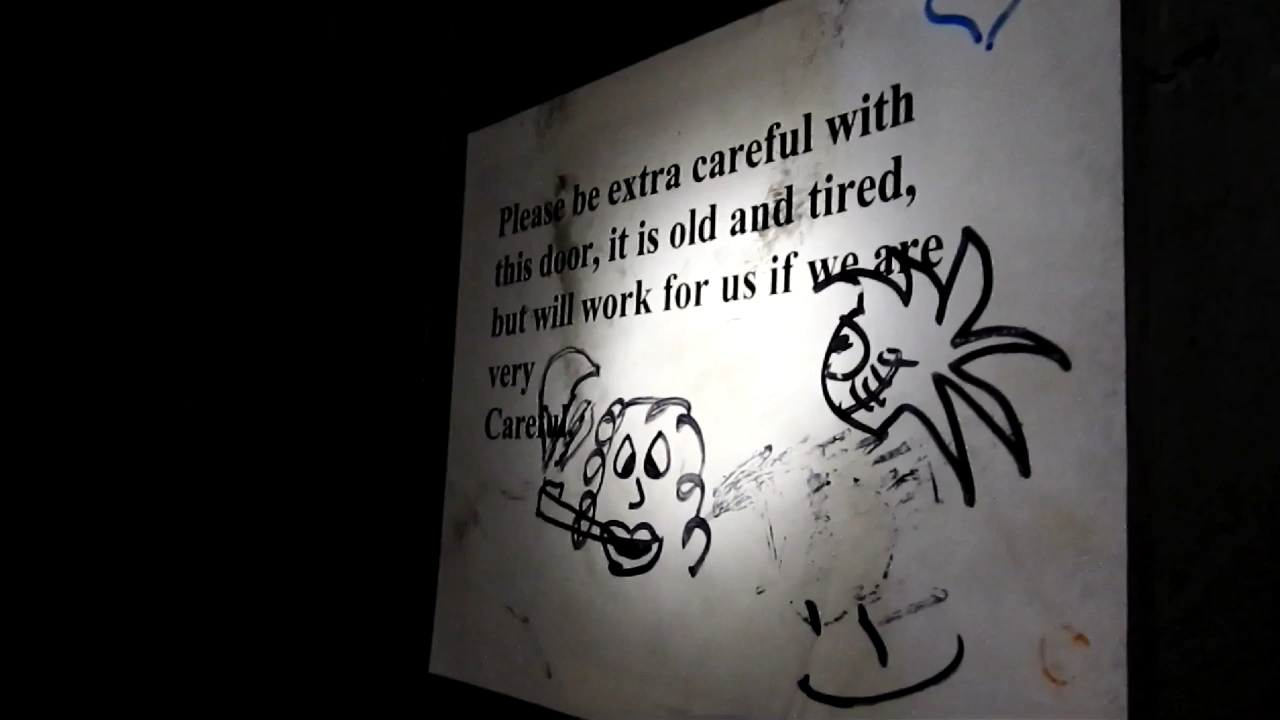 Please be extra careful with
this door, it is old and tired,
but will work for us if we are
very
Careful.